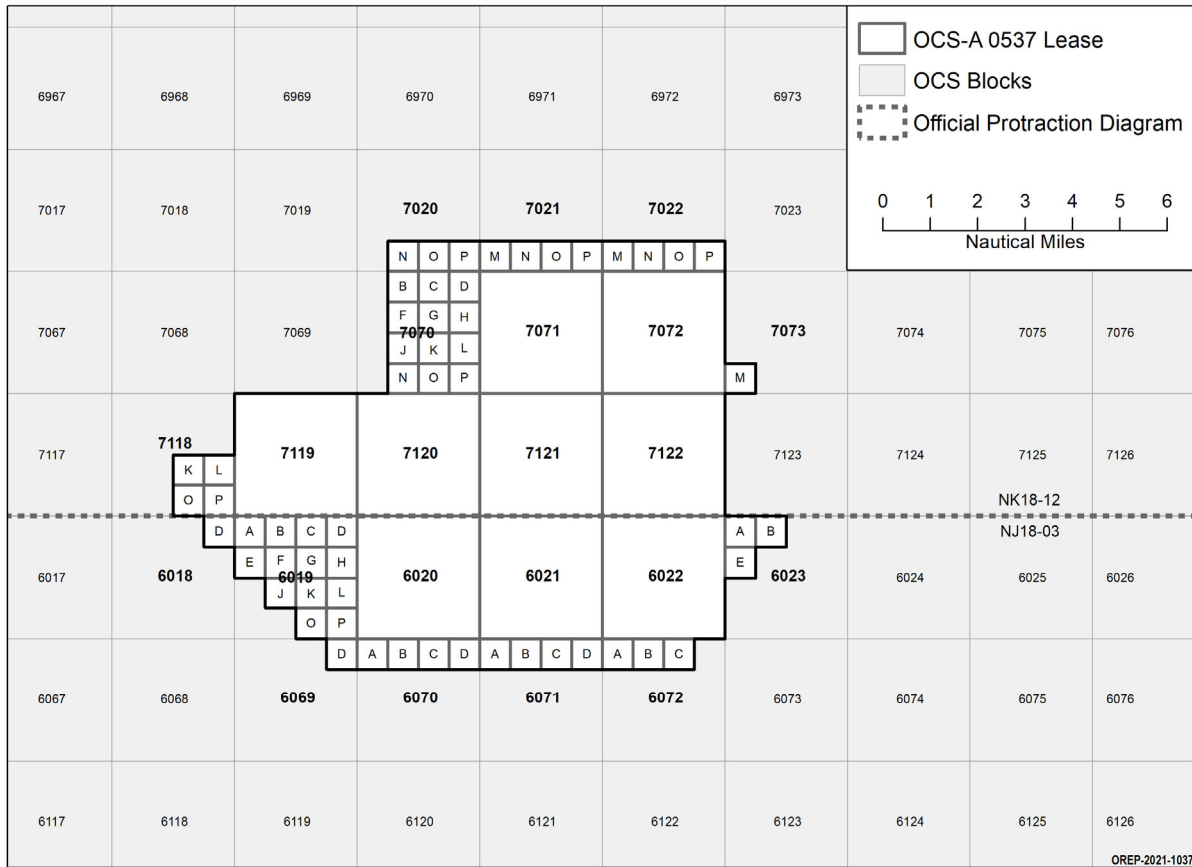 OCS-A 0537 Lease
OCS Blocks
Official Protraction Diagram
0 1 2 3 4 5 6
Nautical Miles
6967 6968 6969 6970 6971 6972 6973
7017 7018 7019 7020 7021 7022 7023
N O P M N O P M N O P
B C D
F G H
7067 7068 7069 7070 7071 7072 7073 7074 7075 7076
J K L
N O P M
7118
7117 7119 7120 7121 7122 7123 7124 7125 7126
K L
O P NK18-12
D A B C D A B NJ18-03
E F G H E
6017 6018 6019 6020 6021 6022 6023 6024 6025 6026
J K L
O P
D A B C D A B C D A B C
6067 6068 6069 6070 6071 6072 6073 6074 6075 6076
6117 6118 6119 6120 6121 6122 6123 6124 6125 6126
OREP-2021-1037